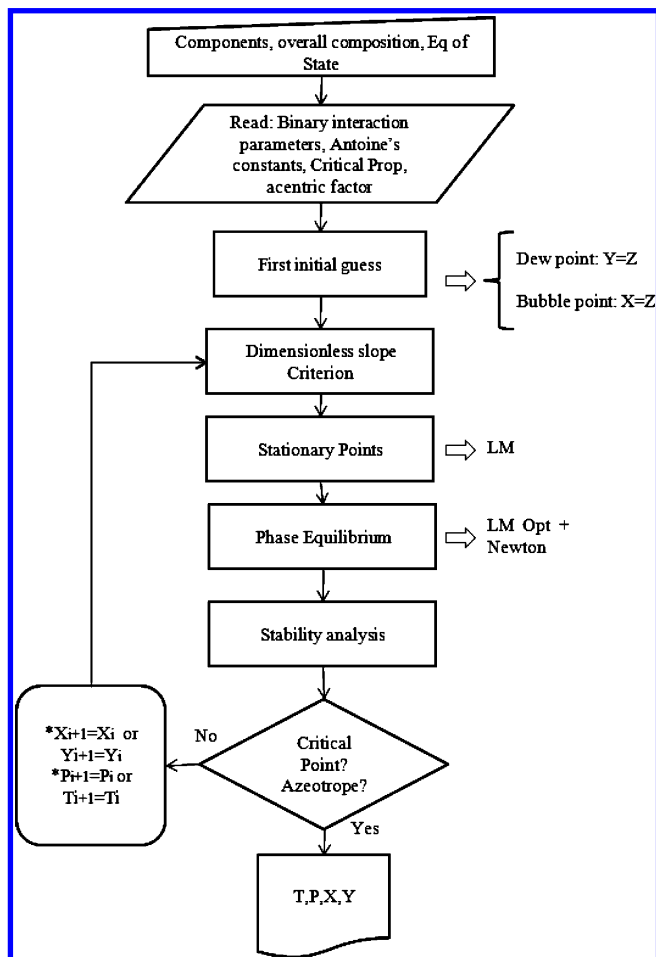 Components, overall composition, Eq of
State
Read: Binary interaction
parameters, Antoine's
constants, Critical Prop,
acentric factor
First initial guess
Dew point: Y=Z
Bubble point: X=Z
Dimensionless slope
Criterion
Stationary Points
LM
Phase Equilibrium
LM Opt +
Newton
Stability analysis
*Xi+1=Xi or
Yi+1=Yi
*Pi+1=Pi or
Ti+1=Ti
No
Critical
Point?
Azeotrope?
Yes
T,P,X,Y